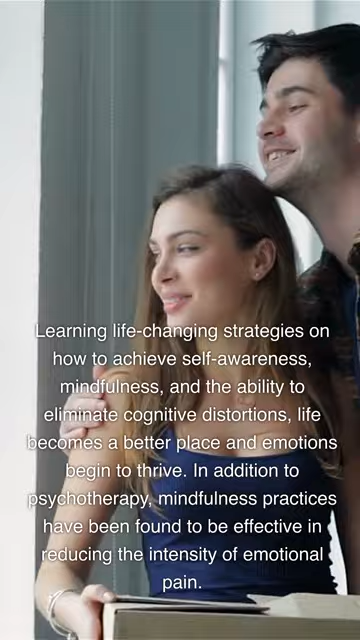 Learning life-changing strategies on
how to achieve self-awareness,
mindfulness, and the ability to
eliminate cognitive distortions, life
becomes a better place and emotions
begin to thrive. In addition to
psychotherapy, mindfulness practices
have been found to be effective in
reducing the intensity of emotional
pain.